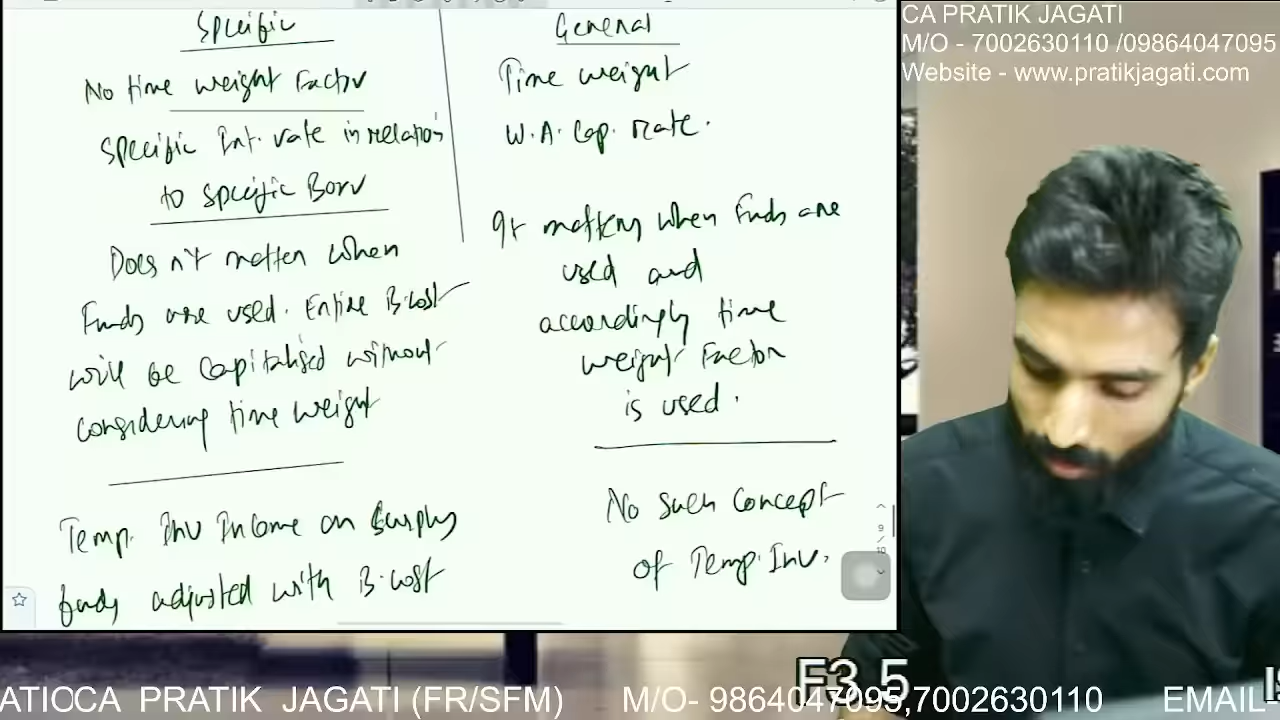 Specific
No time weight Factor
Specific Int. rate in relation
to specific Borr
Does n't matter when
Funds are used. Entire B.cost
will be Capitalised without
considering time weight
Temp. Inv Income on Surplus
funds adjusted with B.cost
General
Time weight
W.A. Cap. Rate.
It matters when Funds are
used and
accordingly time
weight Factor
is used.
No Such Concept
of Temp. Inv.
9
10
CA PRATIK JAGATI
M/O - 7002630110 /09864047095
Website - www.pratikjagati.com
F3 5
ATIOCA PRATIK JAGATI (FR/SFM) M/O- 9864047095,7002630110 EMAIL